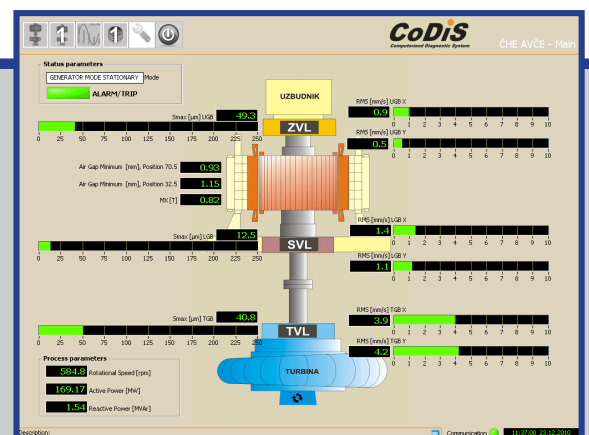 CoDiS
Computerized Diagnostic System
ČHE AVČE - Main
Status parameters
GENERATOR MODE STATIONARY Mode
ALARM/TRIP
UZBUDNIK
ZVL
Smax [µm] UGB 49.3
0 25 50 75 100 125 150 175 200 225 250
RMS [mm/s] UGB X
0.9
0 1 2 3 4 5 6 7 8 9 10
RMS [mm/s] UGB Y
0.5
0 1 2 3 4 5 6 7 8 9 10
Air Gap Minimum [mm], Position 70.5 0.93
Air Gap Minimum [mm], Position 32.5 1.15
MX [T] 0.82
Smax [µm] LGB 12.5
0 25 50 75 100 125 150 175 200 225 250
SVL
RMS [mm/s] LGB X
1.4
0 1 2 3 4 5 6 7 8 9 10
RMS [mm/s] LGB Y
1.1
0 1 2 3 4 5 6 7 8 9 10
Smax [µm] TGB 40.8
0 25 50 75 100 125 150 175 200 225 250
TVL
RMS [mm/s] TGB X
3.9
0 1 2 3 4 5 6 7 8 9 10
RMS [mm/s] TGB Y
4.2
0 1 2 3 4 5 6 7 8 9 10
TURBINA
Process parameters
584.8 Rotational Speed [rpm]
169.17 Active Power [MW]
1.54 Reactive Power [MVAr]
Description:
Communication
11:37:00 23.12.2010